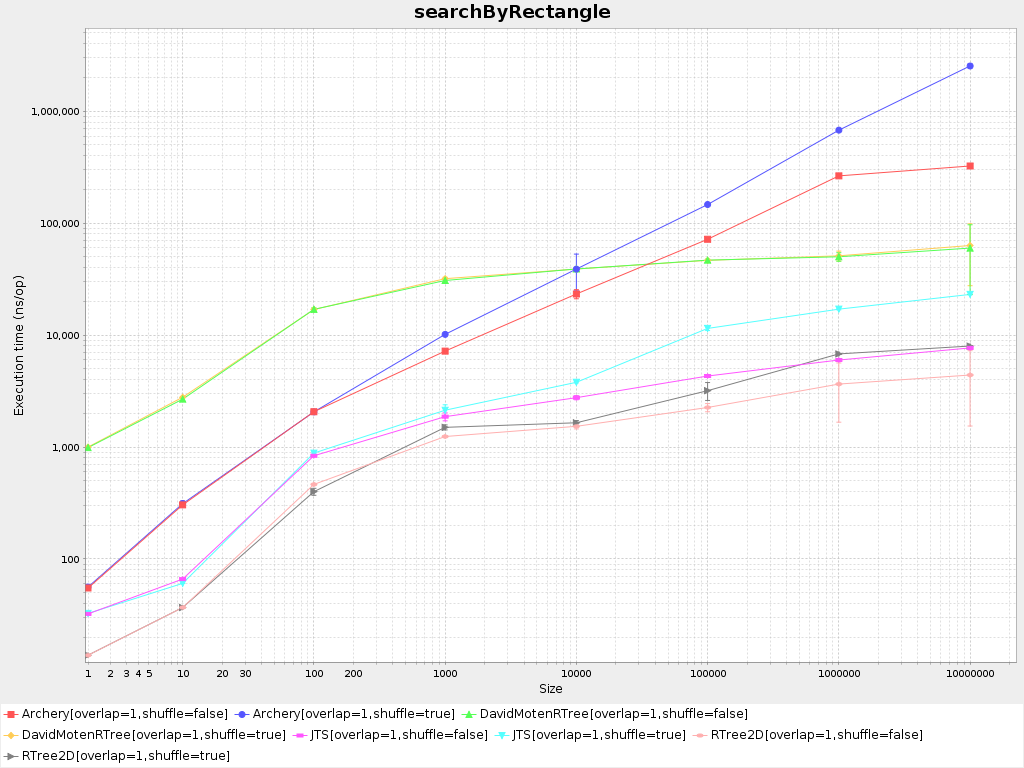 searchByRectangle
Execution time (ns/op)
1,000,000
100,000
10,000
1,000
100
1 2 3 4 5 10 20 30 100 200 1000 10000 100000 1000000 10000000
Size
Archery[overlap=1,shuffle=false] Archery[overlap=1,shuffle=true] DavidMotenRTree[overlap=1,shuffle=false]
DavidMotenRTree[overlap=1,shuffle=true] JTS[overlap=1,shuffle=false] JTS[overlap=1,shuffle=true] RTree2D[overlap=1,shuffle=false]
RTree2D[overlap=1,shuffle=true]